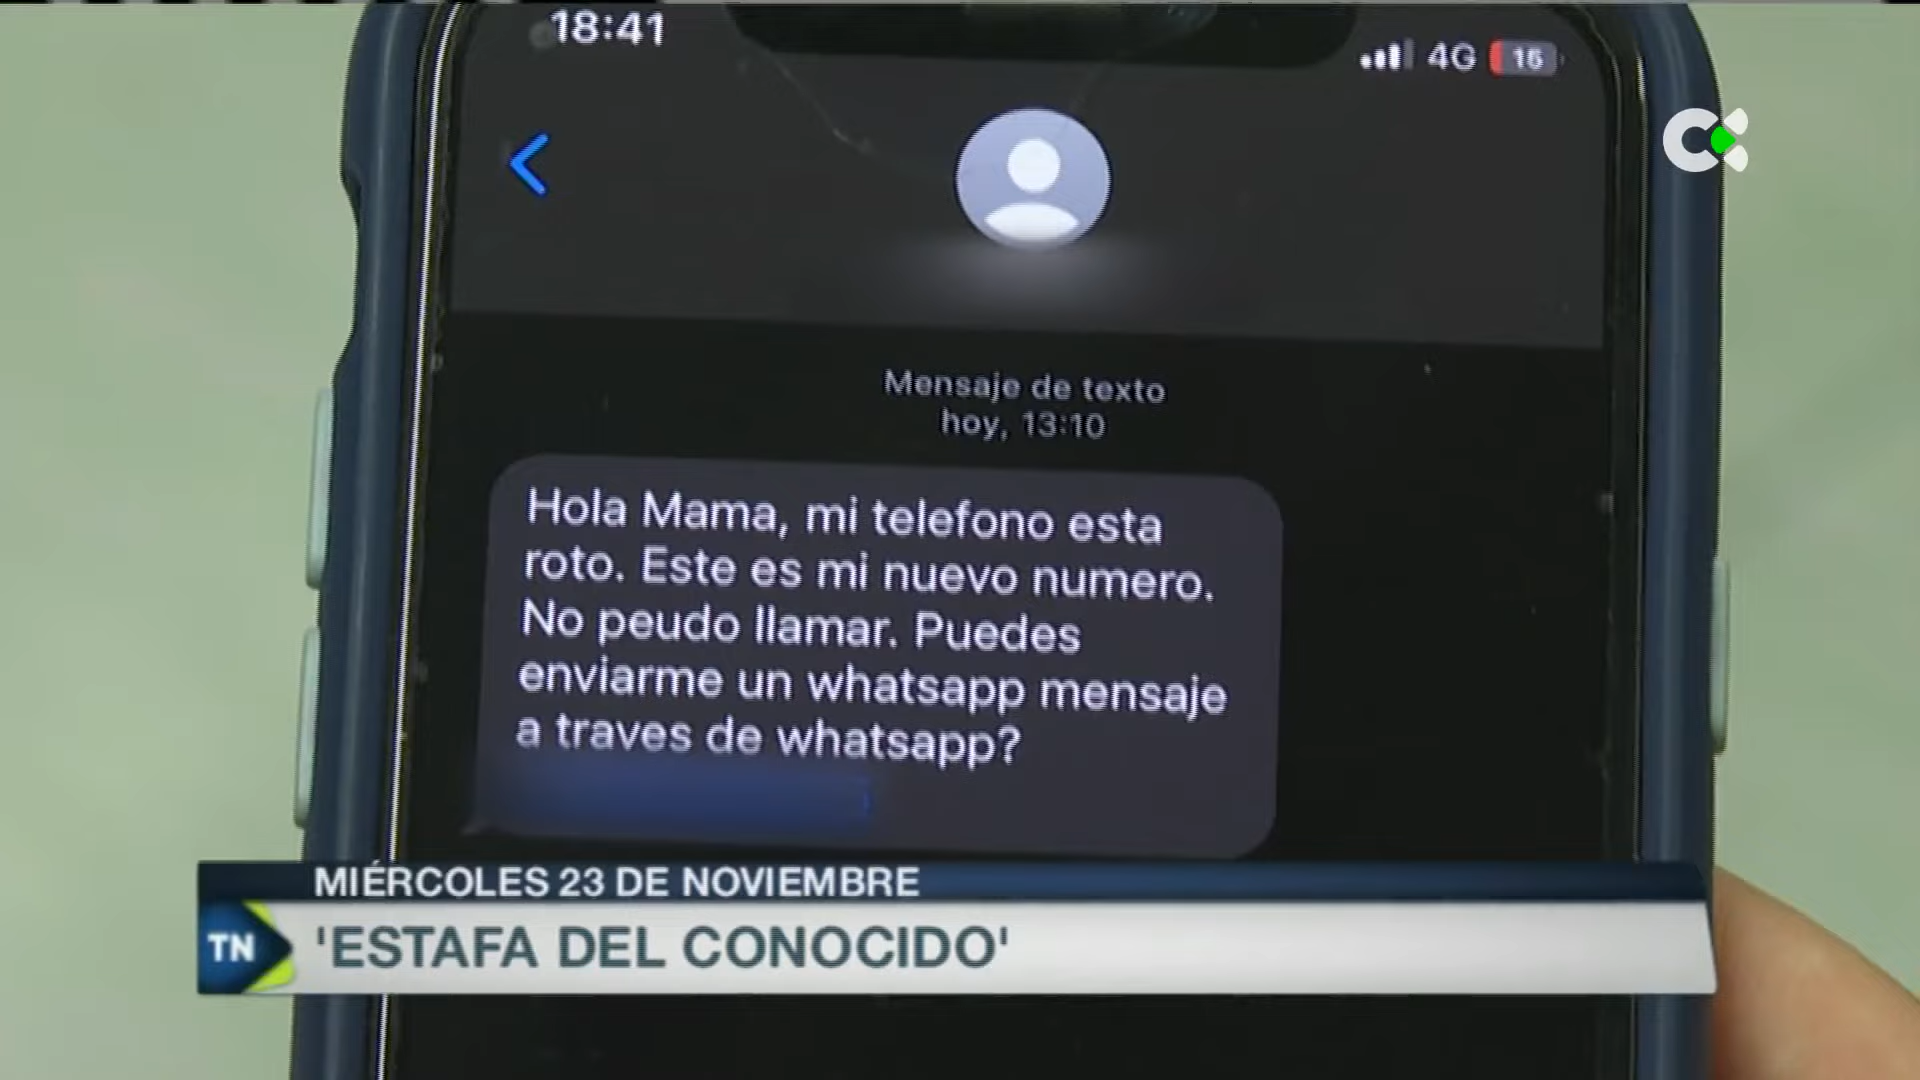 18:41
4G
15
Mensaje de texto
hoy, 13:10
Hola Mama, mi telefono esta
roto. Este es mi nuevo numero.
No peudo llamar. Puedes
enviarme un whatsapp mensaje
a traves de whatsapp?
MIÉRCOLES 23 DE NOVIEMBRE
TN
'ESTAFA DEL CONOCIDO'